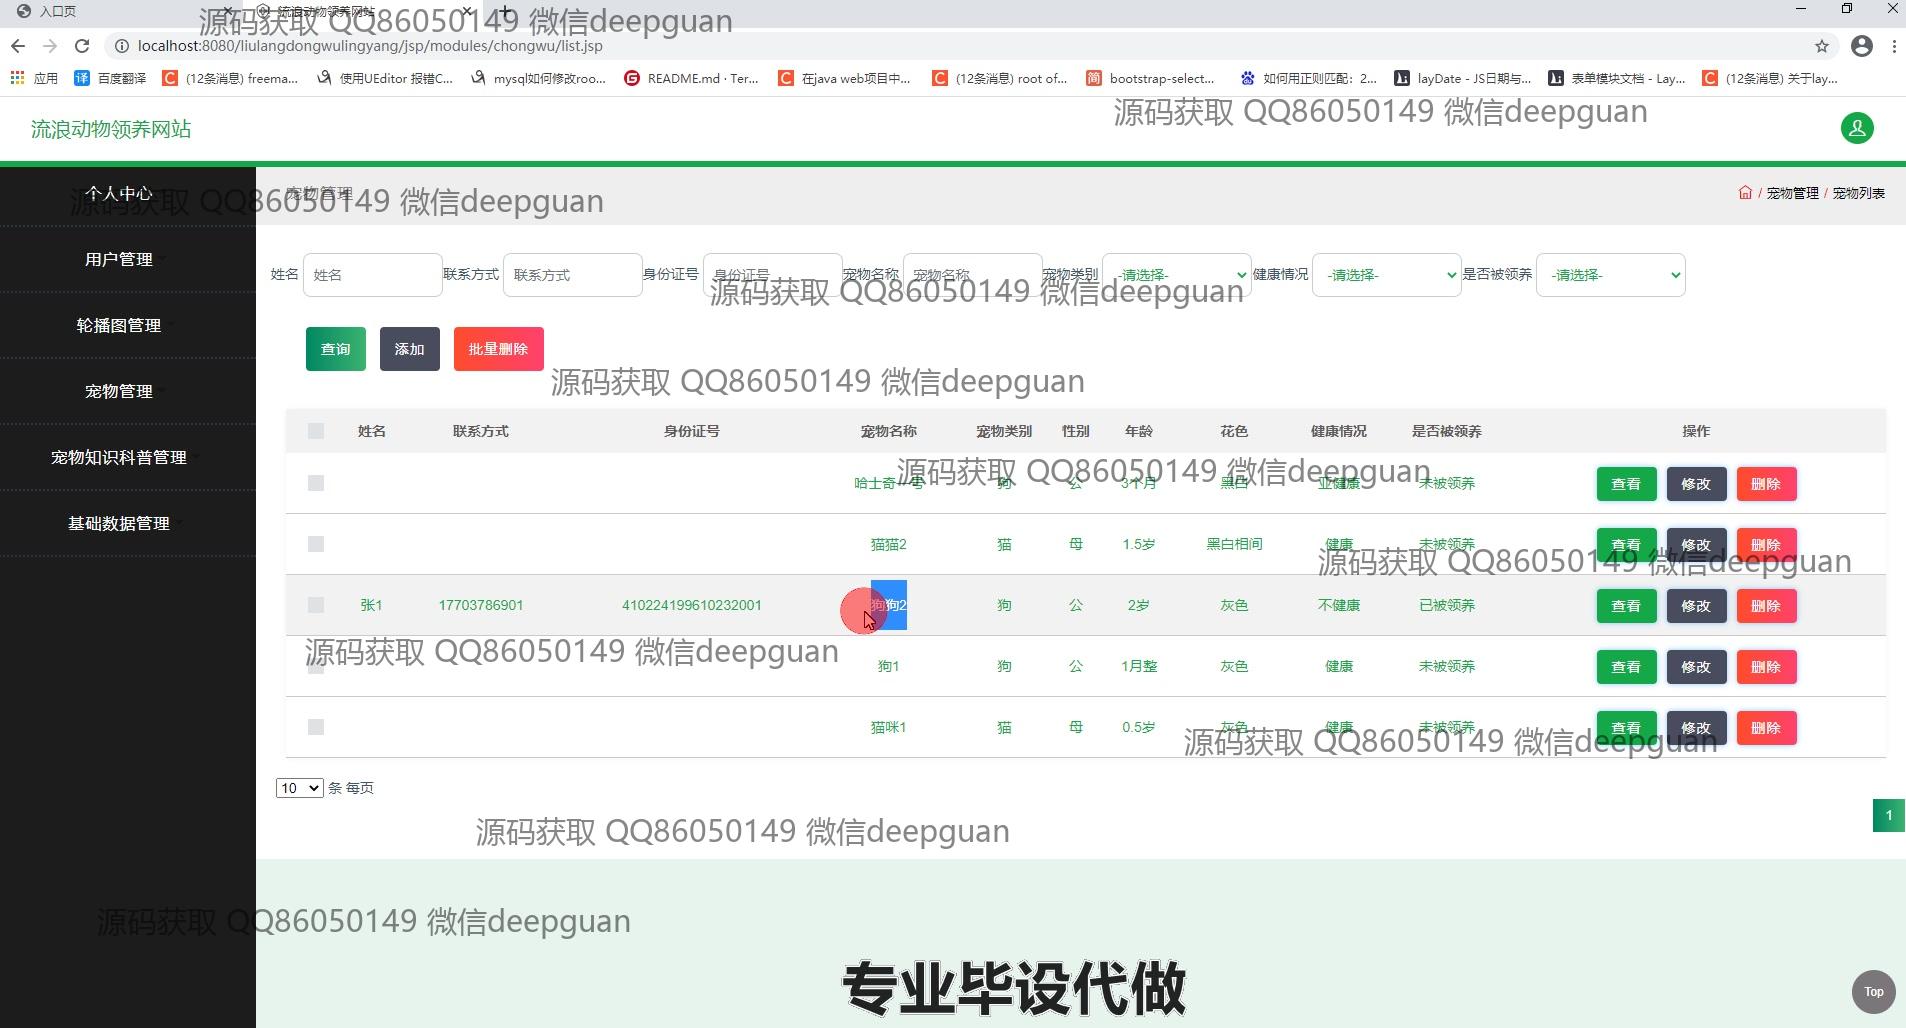 入口页
流浪动物领养网站
源码获取 QQ86050149 微信deepguan
localhost:8080/liulangdongwulingyang/jsp/modules/chongwu/list.jsp
应用 百度翻译 (12条消息) freema... 使用UEditor 报错C... mysql如何修改roo... README.md · Ter... 在java web项目中... (12条消息) root of... bootstrap-select... 如何用正则匹配：2... layDate - JS日期与... 表单模块文档 - Lay... (12条消息) 关于lay...
源码获取 QQ86050149 微信deepguan
流浪动物领养网站
个人中心
宠物管理
/ 宠物管理 / 宠物列表
源码获取 QQ86050149 微信deepguan
用户管理
轮播图管理
宠物管理
宠物知识科普管理
基础数据管理
姓名 姓名 联系方式 联系方式 身份证号 身份证号 宠物名称 宠物名称 宠物类别 -请选择- 健康情况 -请选择- 是否被领养 -请选择-
源码获取 QQ86050149 微信deepguan
查询 添加 批量删除
源码获取 QQ86050149 微信deepguan
姓名 联系方式 身份证号 宠物名称 宠物类别 性别 年龄 花色 健康情况 是否被领养 操作
源码获取 QQ86050149 微信deepguan
哈士奇一号 狗 公 3个月 黑白 亚健康 未被领养 查看 修改 删除
猫猫2 猫 母 1.5岁 黑白相间 健康 未被领养 查看 修改 删除
源码获取 QQ86050149 微信deepguan
张1 17703786901 410224199610232001 狗狗2 狗 公 2岁 灰色 不健康 已被领养 查看 修改 删除
源码获取 QQ86050149 微信deepguan
狗1 狗 公 1月整 灰色 健康 未被领养 查看 修改 删除
猫咪1 猫 母 0.5岁 灰色 健康 未被领养 查看 修改 删除
源码获取 QQ86050149 微信deepguan
10 条 每页
1
源码获取 QQ86050149 微信deepguan
源码获取 QQ86050149 微信deepguan
专业毕设代做
Top